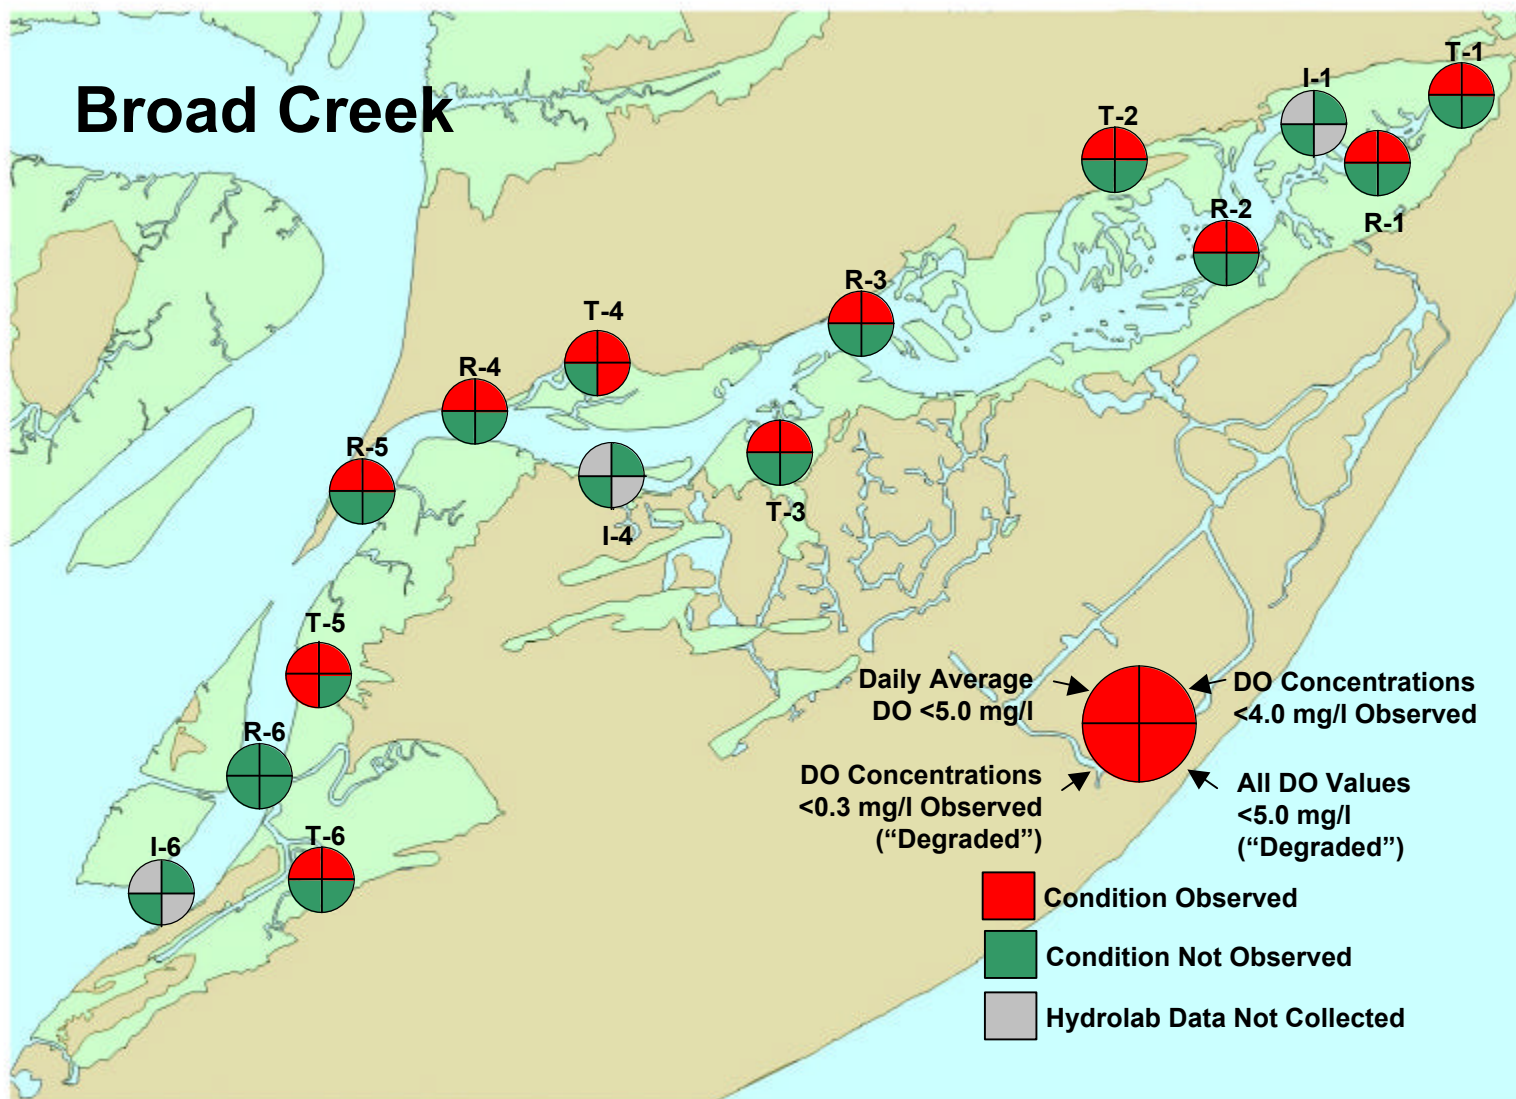 Broad Creek
T-1
I-1
T-2
R-1
R-2
R-3
T-4
R-4
R-5
T-3
I-4
T-5
R-6
I-6
T-6
Daily Average
DO <5.0 mg/l
DO Concentrations
<4.0 mg/l Observed
DO Concentrations
<0.3 mg/l Observed
(“Degraded”)
All DO Values
<5.0 mg/l
(“Degraded”)
Condition Observed
Condition Not Observed
Hydrolab Data Not Collected